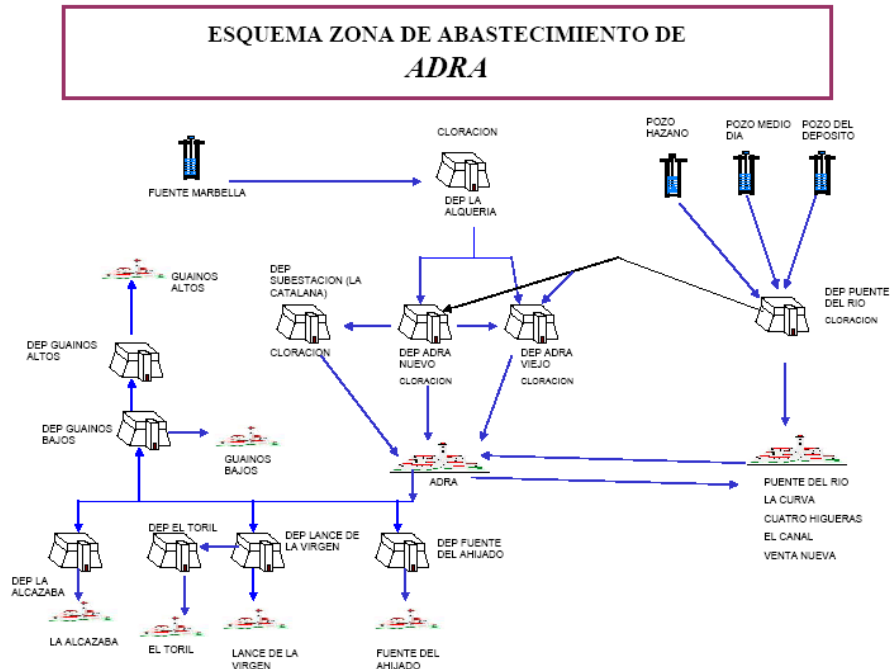 ESQUEMA ZONA DE ABASTECIMIENTO DE
ADRA
CLORACION
POZO
HAZANO
POZO MEDIO
DIA
POZO DEL
DEPOSITO
FUENTE MARBELLA
DEP LA
ALQUERIA
GUAINOS
ALTOS
DEP
SUBESTACION (LA
CATALANA)
DEP PUENTE
DEL RIO
CLORACION
DEP GUAINOS
ALTOS
CLORACION
DEP ADRA
NUEVO
CLORACION
DEP ADRA
VIEJO
CLORACION
DEP GUAINOS
BAJOS
GUAINOS
BAJOS
ADRA
PUENTE DEL RIO
LA CURVA
CUATRO HIGUERAS
EL CANAL
VENTA NUEVA
DEP EL TORIL
DEP LANCE DE
LA VIRGEN
DEP FUENTE
DEL AHIJADO
DEP LA
ALCAZABA
LA ALCAZABA
EL TORIL
LANCE DE LA
VIRGEN
FUENTE DEL
AHIJADO